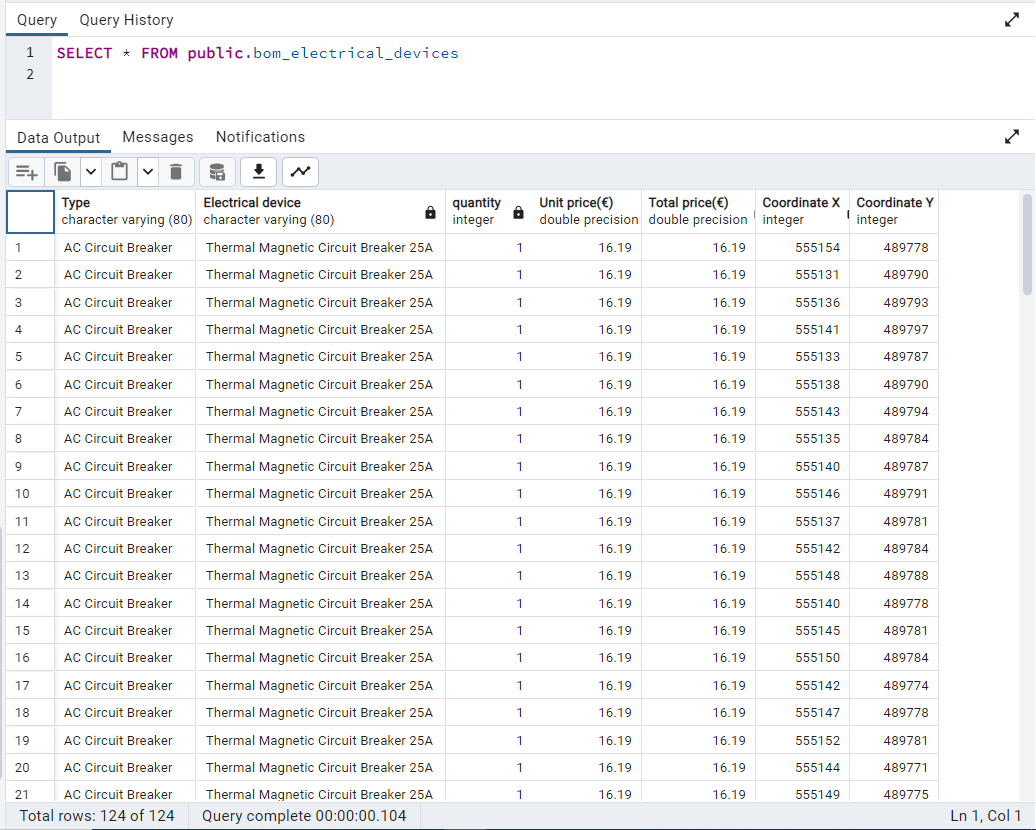 Query Query History
1 SELECT * FROM public.bom_electrical_devices
2
Data Output Messages Notifications
Type Electrical device quantity Unit price(€) Total price(€) Coordinate X Coordinate Y
character varying (80) character varying (80) integer double precision double precision integer integer
1 AC Circuit Breaker Thermal Magnetic Circuit Breaker 25A 1 16.19 16.19 555154 489778
2 AC Circuit Breaker Thermal Magnetic Circuit Breaker 25A 1 16.19 16.19 555131 489790
3 AC Circuit Breaker Thermal Magnetic Circuit Breaker 25A 1 16.19 16.19 555136 489793
4 AC Circuit Breaker Thermal Magnetic Circuit Breaker 25A 1 16.19 16.19 555141 489797
5 AC Circuit Breaker Thermal Magnetic Circuit Breaker 25A 1 16.19 16.19 555133 489787
6 AC Circuit Breaker Thermal Magnetic Circuit Breaker 25A 1 16.19 16.19 555138 489790
7 AC Circuit Breaker Thermal Magnetic Circuit Breaker 25A 1 16.19 16.19 555143 489794
8 AC Circuit Breaker Thermal Magnetic Circuit Breaker 25A 1 16.19 16.19 555135 489784
9 AC Circuit Breaker Thermal Magnetic Circuit Breaker 25A 1 16.19 16.19 555140 489787
10 AC Circuit Breaker Thermal Magnetic Circuit Breaker 25A 1 16.19 16.19 555146 489791
11 AC Circuit Breaker Thermal Magnetic Circuit Breaker 25A 1 16.19 16.19 555137 489781
12 AC Circuit Breaker Thermal Magnetic Circuit Breaker 25A 1 16.19 16.19 555142 489784
13 AC Circuit Breaker Thermal Magnetic Circuit Breaker 25A 1 16.19 16.19 555148 489788
14 AC Circuit Breaker Thermal Magnetic Circuit Breaker 25A 1 16.19 16.19 555140 489778
15 AC Circuit Breaker Thermal Magnetic Circuit Breaker 25A 1 16.19 16.19 555145 489781
16 AC Circuit Breaker Thermal Magnetic Circuit Breaker 25A 1 16.19 16.19 555150 489784
17 AC Circuit Breaker Thermal Magnetic Circuit Breaker 25A 1 16.19 16.19 555142 489774
18 AC Circuit Breaker Thermal Magnetic Circuit Breaker 25A 1 16.19 16.19 555147 489778
19 AC Circuit Breaker Thermal Magnetic Circuit Breaker 25A 1 16.19 16.19 555152 489781
20 AC Circuit Breaker Thermal Magnetic Circuit Breaker 25A 1 16.19 16.19 555144 489771
21 AC Circuit Breaker Thermal Magnetic Circuit Breaker 25A 1 16.19 16.19 555149 489775
Total rows: 124 of 124 Query complete 00:00:00.104 Ln 1, Col 1